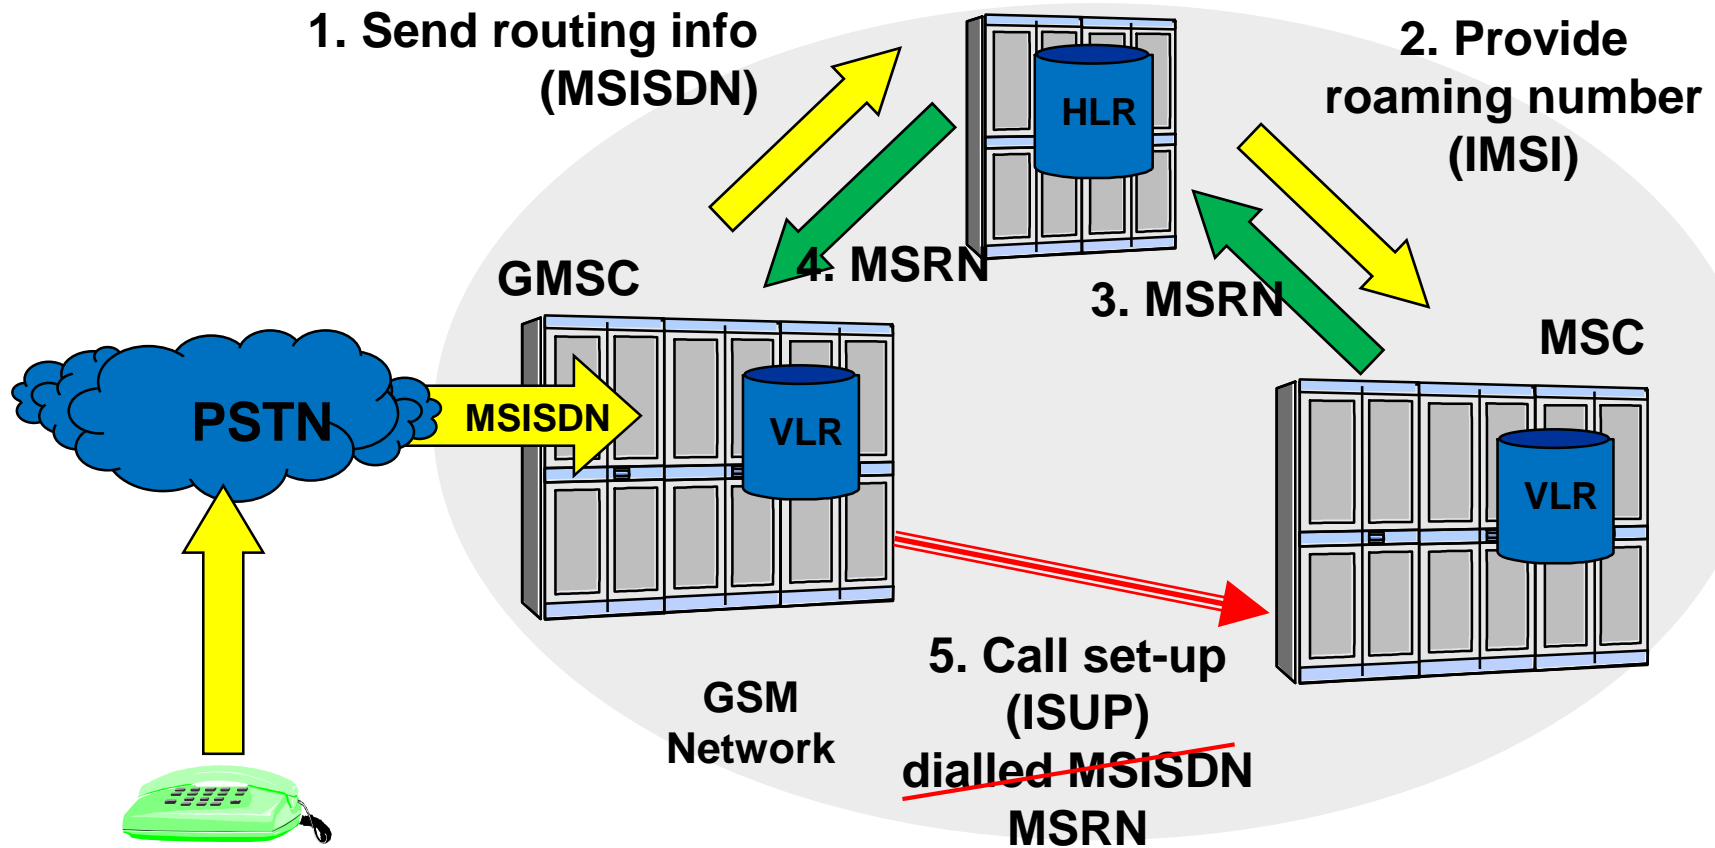 1. Send routing info
(MSISDN)
HLR
2. Provide
roaming number
(IMSI)
GMSC
4. MSRN
3. MSRN
MSC
PSTN
MSISDN
VLR
VLR
5. Call set-up
(ISUP)
dialled MSISDN
MSRN
GSM
Network